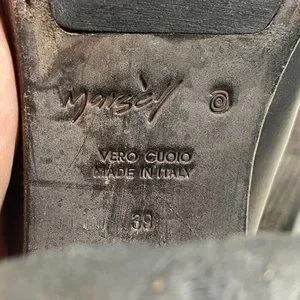 Marsèll @
VERO CUOIO
MADE IN ITALY
39